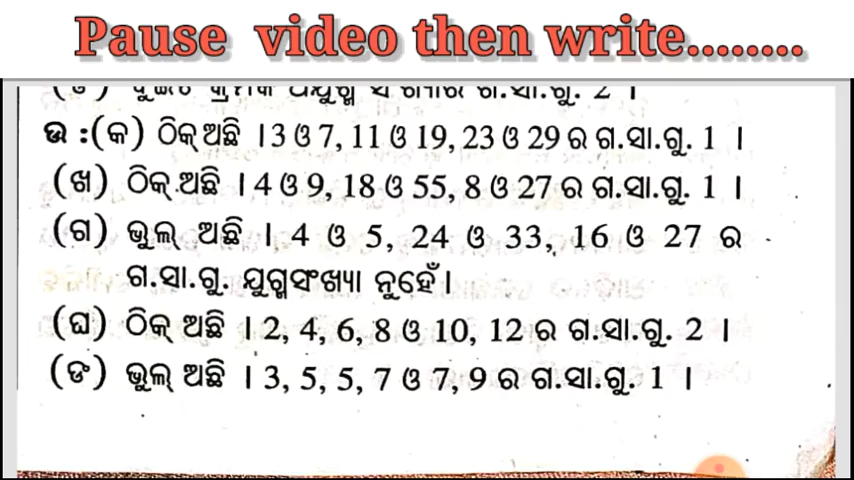 Pause video then write........
ଉ :(କ) ଠିକ୍ ଅଛି । 3 ଓ 7, 11 ଓ 19, 23 ଓ 29 ର ଗ.ସା.ଗୁ. 1 ।
(ଖ) ଠିକ୍ ଅଛି । 4 ଓ 9, 18 ଓ 55, 8 ଓ 27 ର ଗ.ସା.ଗୁ. 1 ।
(ଗ) ଭୁଲ୍ ଅଛି । 4 ଓ 5, 24 ଓ 33, 16 ଓ 27 ର
ଗ.ସା.ଗୁ. ଯୁଗ୍ମସଂଖ୍ୟା ନୁହେଁ।
(ଘ) ଠିକ୍ ଅଛି । 2, 4, 6, 8 ଓ 10, 12 ର ଗ.ସା.ଗୁ. 2 ।
(ଙ) ଭୁଲ୍ ଅଛି । 3, 5, 5, 7 ଓ 7, 9 ର ଗ.ସା.ଗୁ. 1 ।